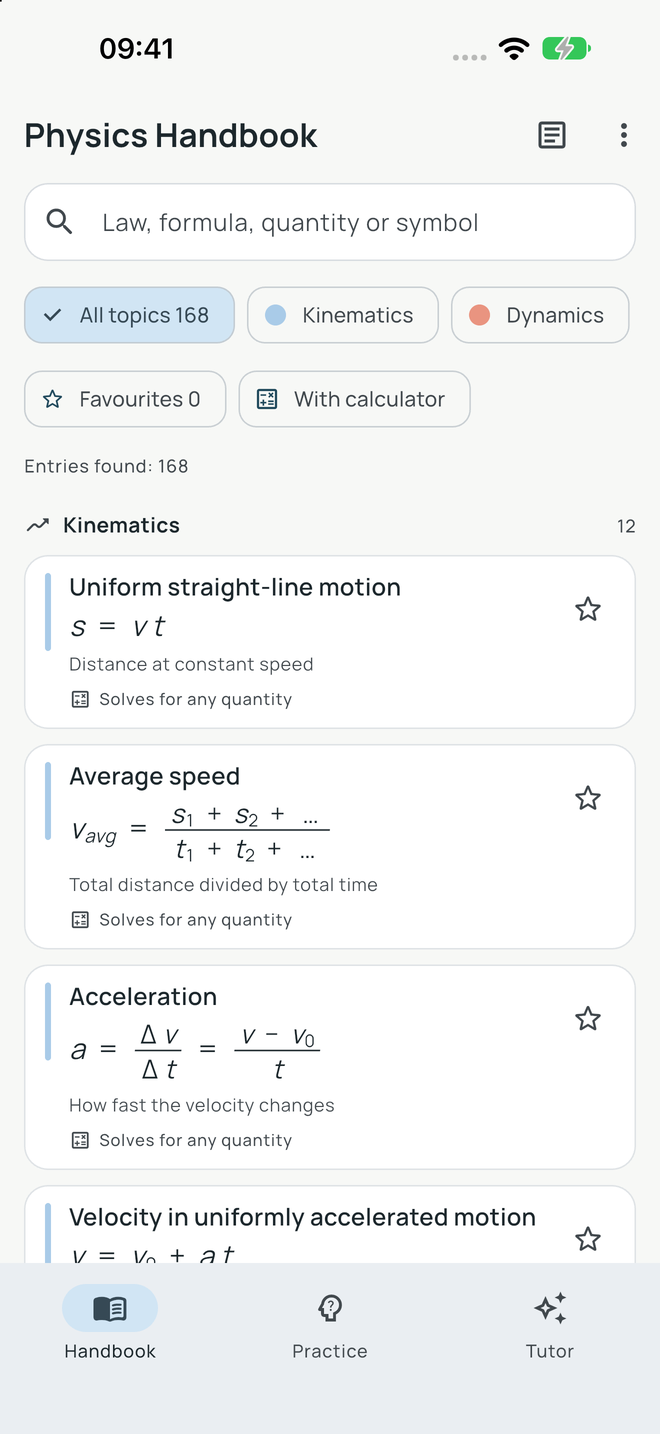 09:41
Physics Handbook
Law, formula, quantity or symbol
All topics 168
Kinematics
Dynamics
Favourites 0
With calculator
Entries found: 168
Kinematics
12
Uniform straight-line motion
s = v t
Distance at constant speed
Solves for any quantity
Average speed
v_avg = (s₁ + s₂ + …) / (t₁ + t₂ + …)
Total distance divided by total time
Solves for any quantity
Acceleration
a = Δ v / Δ t = (v − v₀) / t
How fast the velocity changes
Solves for any quantity
Velocity in uniformly accelerated motion
v = v₀ + a t
Handbook
Practice
Tutor